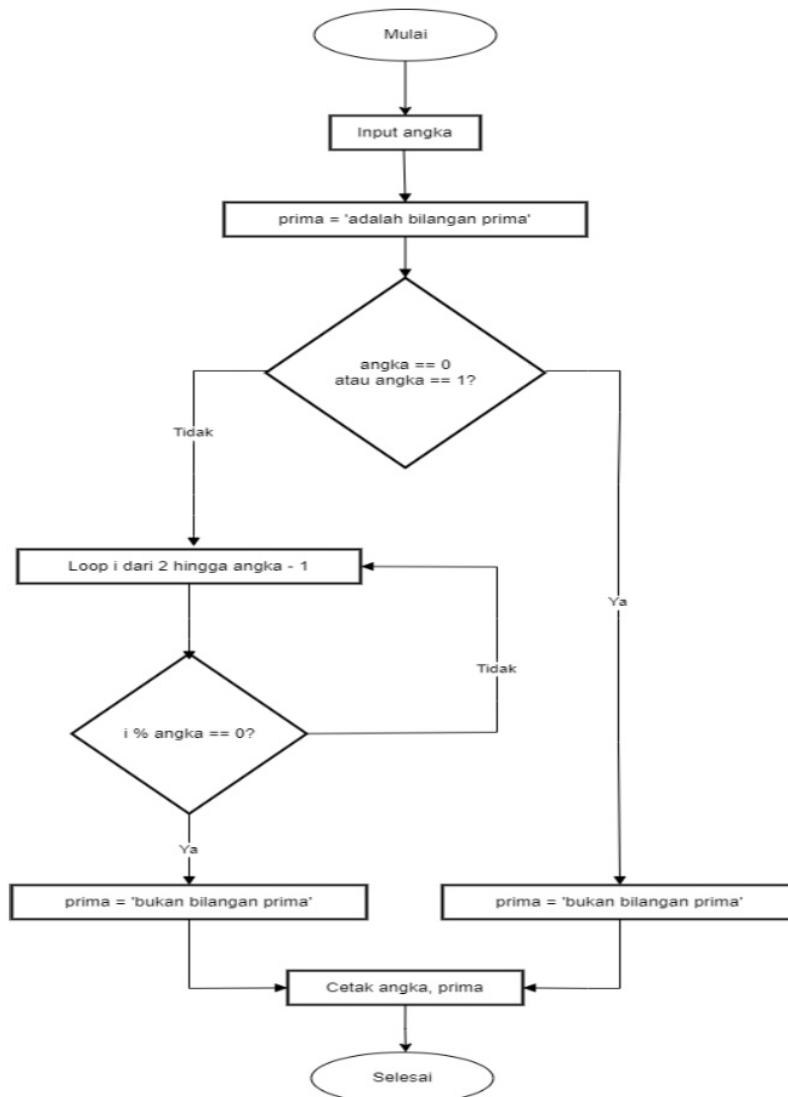 Mulai
Input angka
prima = 'adalah bilangan prima'
angka == 0
atau angka == 1?
Tidak
Loop i dari 2 hingga angka - 1
Ya
Tidak
i % angka == 0?
Ya
prima = 'bukan bilangan prima'
prima = 'bukan bilangan prima'
Cetak angka, prima
Selesai